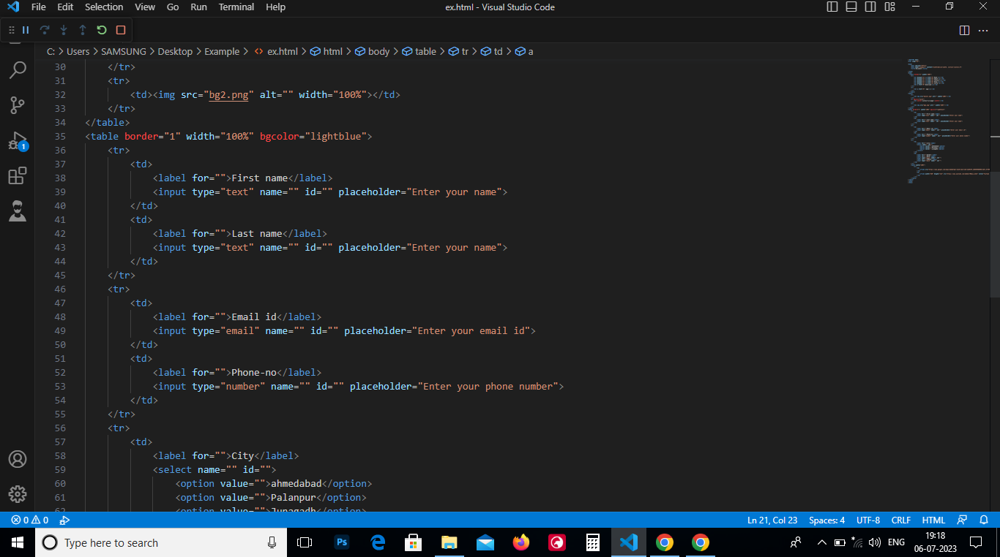 File Edit Selection View Go Run Terminal Help ex.html - Visual Studio Code
C: > Users > SAMSUNG > Desktop > Example > <> ex.html > html > body > table > tr > td > a
30 </tr>
31 <tr>
32 <td><img src="bg2.png" alt="" width="100%"></td>
33 </tr>
34 </table>
35 <table border="1" width="100%" bgcolor="lightblue">
36 <tr>
37 <td>
38 <label for="">First name</label>
39 <input type="text" name="" id="" placeholder="Enter your name">
40 </td>
41 <td>
42 <label for="">Last name</label>
43 <input type="text" name="" id="" placeholder="Enter your name">
44 </td>
45 </tr>
46 <tr>
47 <td>
48 <label for="">Email id</label>
49 <input type="email" name="" id="" placeholder="Enter your email id">
50 </td>
51 <td>
52 <label for="">Phone-no</label>
53 <input type="number" name="" id="" placeholder="Enter your phone number">
54 </td>
55 </tr>
56 <tr>
57 <td>
58 <label for="">City</label>
59 <select name="" id="">
60 <option value="">ahmedabad</option>
61 <option value="">Palanpur</option>
62 <option value="">Junagadh</option>
1
0 0 Ln 21, Col 23 Spaces: 4 UTF-8 CRLF HTML
Type here to search Ps ENG 19:18
06-07-2023